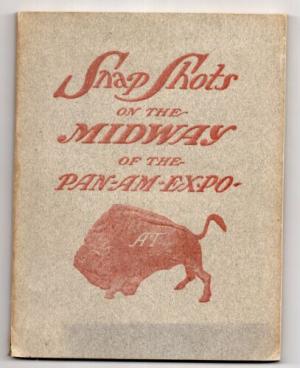 Snap Shots
ON THE
MIDWAY
OF THE
PAN-AM-EXPO-
AT